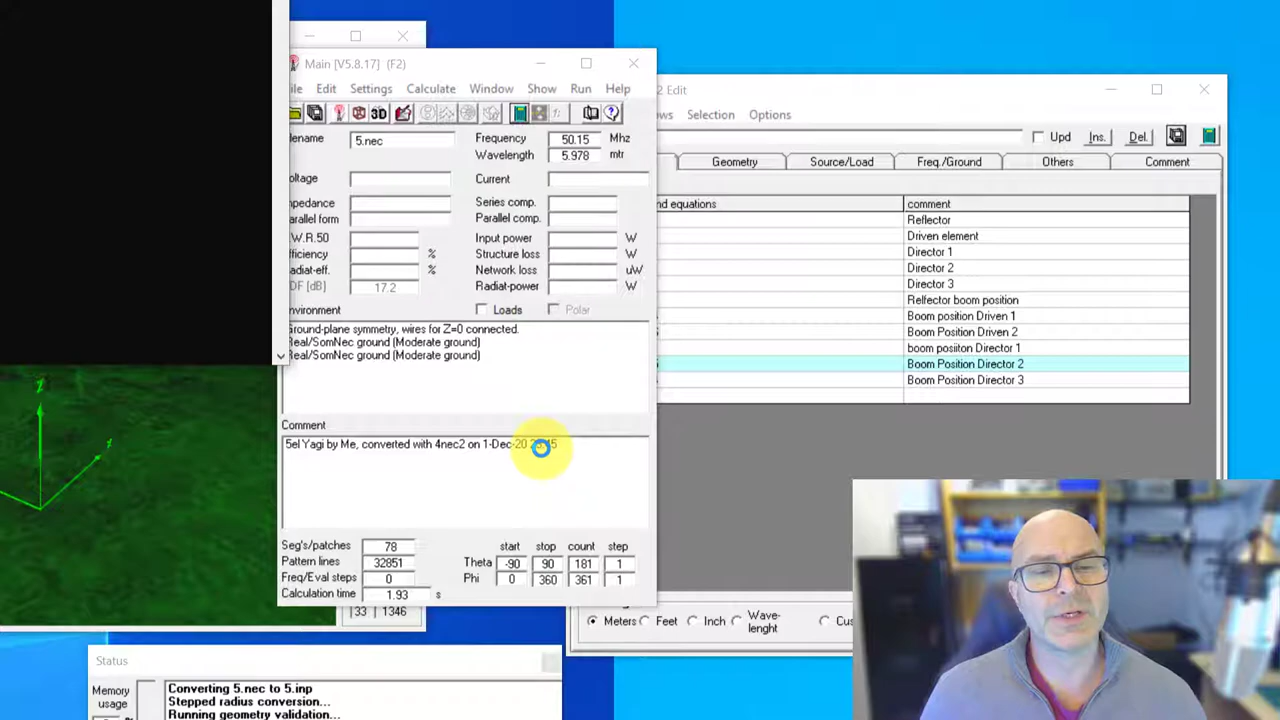 Main [V5.8.17] (F2)
ile Edit Settings Calculate Window Show Run Help
3D
lename 5.nec Frequency 50.15 Mhz
Wavelength 5.978 mtr
oltage Current
npedance Series comp.
arallel form Parallel comp.
.W.R.50 Input power W
fficiency % Structure loss W
adiat-eff. % Network loss uW
DF [dB] 17.2 Radiat-power W
nvironment Loads Polar
Ground-plane symmetry, wires for Z=0 connected.
Real/SomNec ground (Moderate ground)
Real/SomNec ground (Moderate ground)
Comment
5el Yagi by Me, converted with 4nec2 on 1-Dec-20
Seg's/patches 78
Pattern lines 32851
Freq/Eval steps 0
Calculation time 1.93 s
start stop count step
Theta -90 90 181 1
Phi 0 360 361 1
|33 | 1346
2 Edit
ws Selection Options
Upd Ins. Del.
Geometry Source/Load Freq./Ground Others Comment
nd equations comment
Reflector
Driven element
Director 1
Director 2
Director 3
Relfector boom position
Boom position Driven 1
Boom position Driven 2
boom posiiton Director 1
Boom Position Director 2
Boom Position Director 3
Meters Feet Inch Wave-
lenght Cus
Status
Memory
usage
Converting 5.nec to 5.inp
Stepped radius conversion...
Running geometry validation...